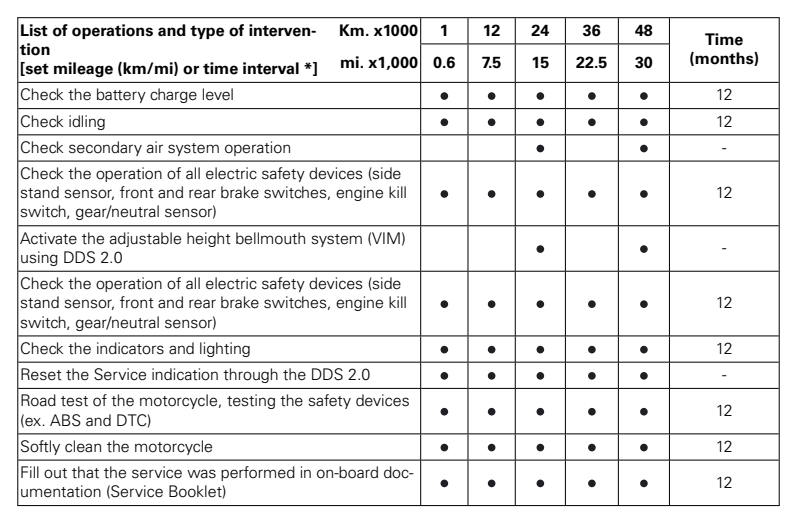 List of operations and type of interven- Km. x1000 1 12 24 36 48 Time
tion
[set mileage (km/mi) or time interval *] mi. x1,000 0.6 7.5 15 22.5 30 (months)
Check the battery charge level ● ● ● ● ● 12
Check idling ● ● ● ● ● 12
Check secondary air system operation ● ● -
Check the operation of all electric safety devices (side
stand sensor, front and rear brake switches, engine kill ● ● ● ● ● 12
switch, gear/neutral sensor)
Activate the adjustable height bellmouth system (VIM)
using DDS 2.0 ● ● -
Check the operation of all electric safety devices (side
stand sensor, front and rear brake switches, engine kill ● ● ● ● ● 12
switch, gear/neutral sensor)
Check the indicators and lighting ● ● ● ● ● 12
Reset the Service indication through the DDS 2.0 ● ● ● ● ● -
Road test of the motorcycle, testing the safety devices
(ex. ABS and DTC) ● ● ● ● ● 12
Softly clean the motorcycle ● ● ● ● ● 12
Fill out that the service was performed in on-board doc-
umentation (Service Booklet) ● ● ● ● ● 12